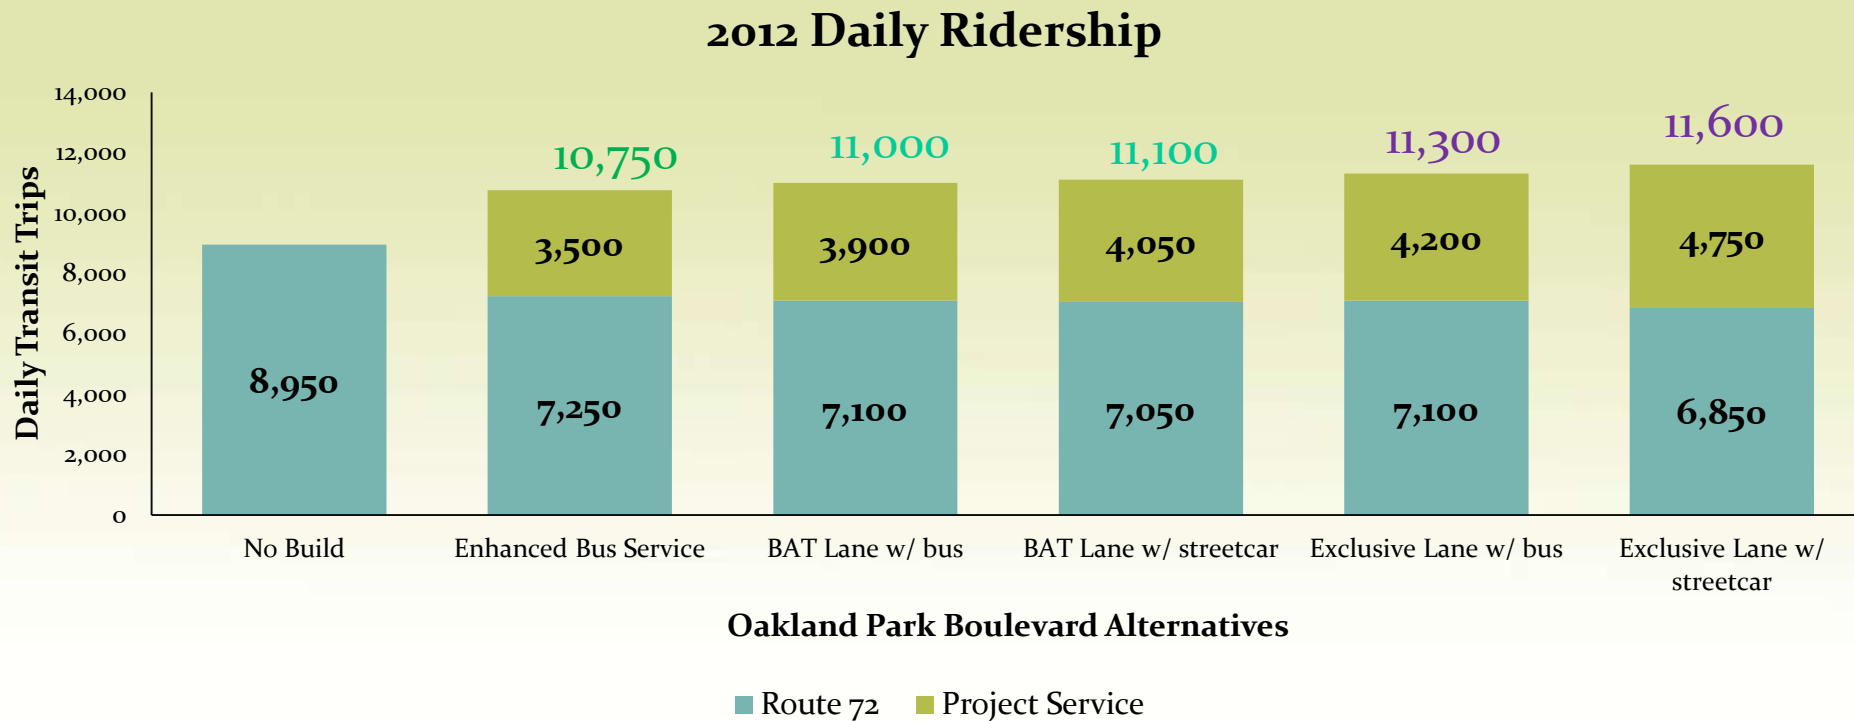 2012 Daily Ridership
Daily Transit Trips
14,000
12,000
10,000
8,000
6,000
4,000
2,000
0
10,750
11,000
11,100
11,300
11,600
3,500
3,900
4,050
4,200
4,750
8,950
7,250
7,100
7,050
7,100
6,850
No Build
Enhanced Bus Service
BAT Lane w/ bus
BAT Lane w/ streetcar
Exclusive Lane w/ bus
Exclusive Lane w/
streetcar
Oakland Park Boulevard Alternatives
Route 72
Project Service